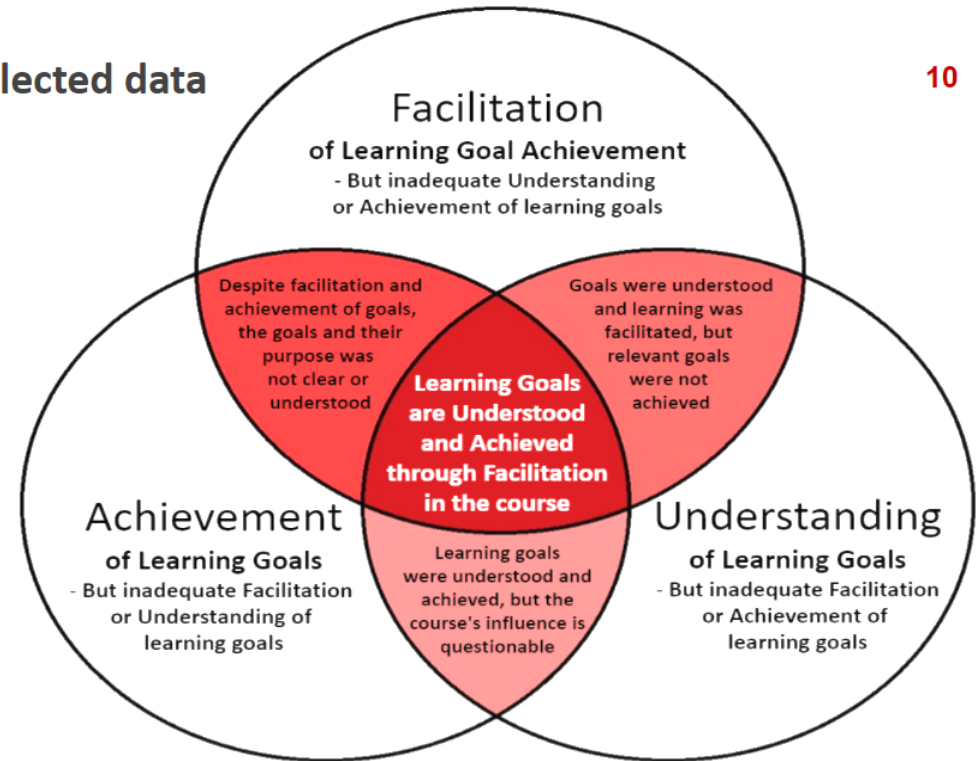 lected data
10
Facilitation
of Learning Goal Achievement
- But inadequate Understanding
or Achievement of learning goals
Despite facilitation and
achievement of goals,
the goals and their
purpose was
not clear or
understood
Goals were understood
and learning was
facilitated, but
relevant goals
were not
achieved
Learning Goals
are Understood
and Achieved
through Facilitation
in the course
Achievement
of Learning Goals
- But inadequate Facilitation
or Understanding of
learning goals
Learning goals
were understood and
achieved, but the
course's influence is
questionable
Understanding
of Learning Goals
- But inadequate Facilitation
or Achievement of
learning goals